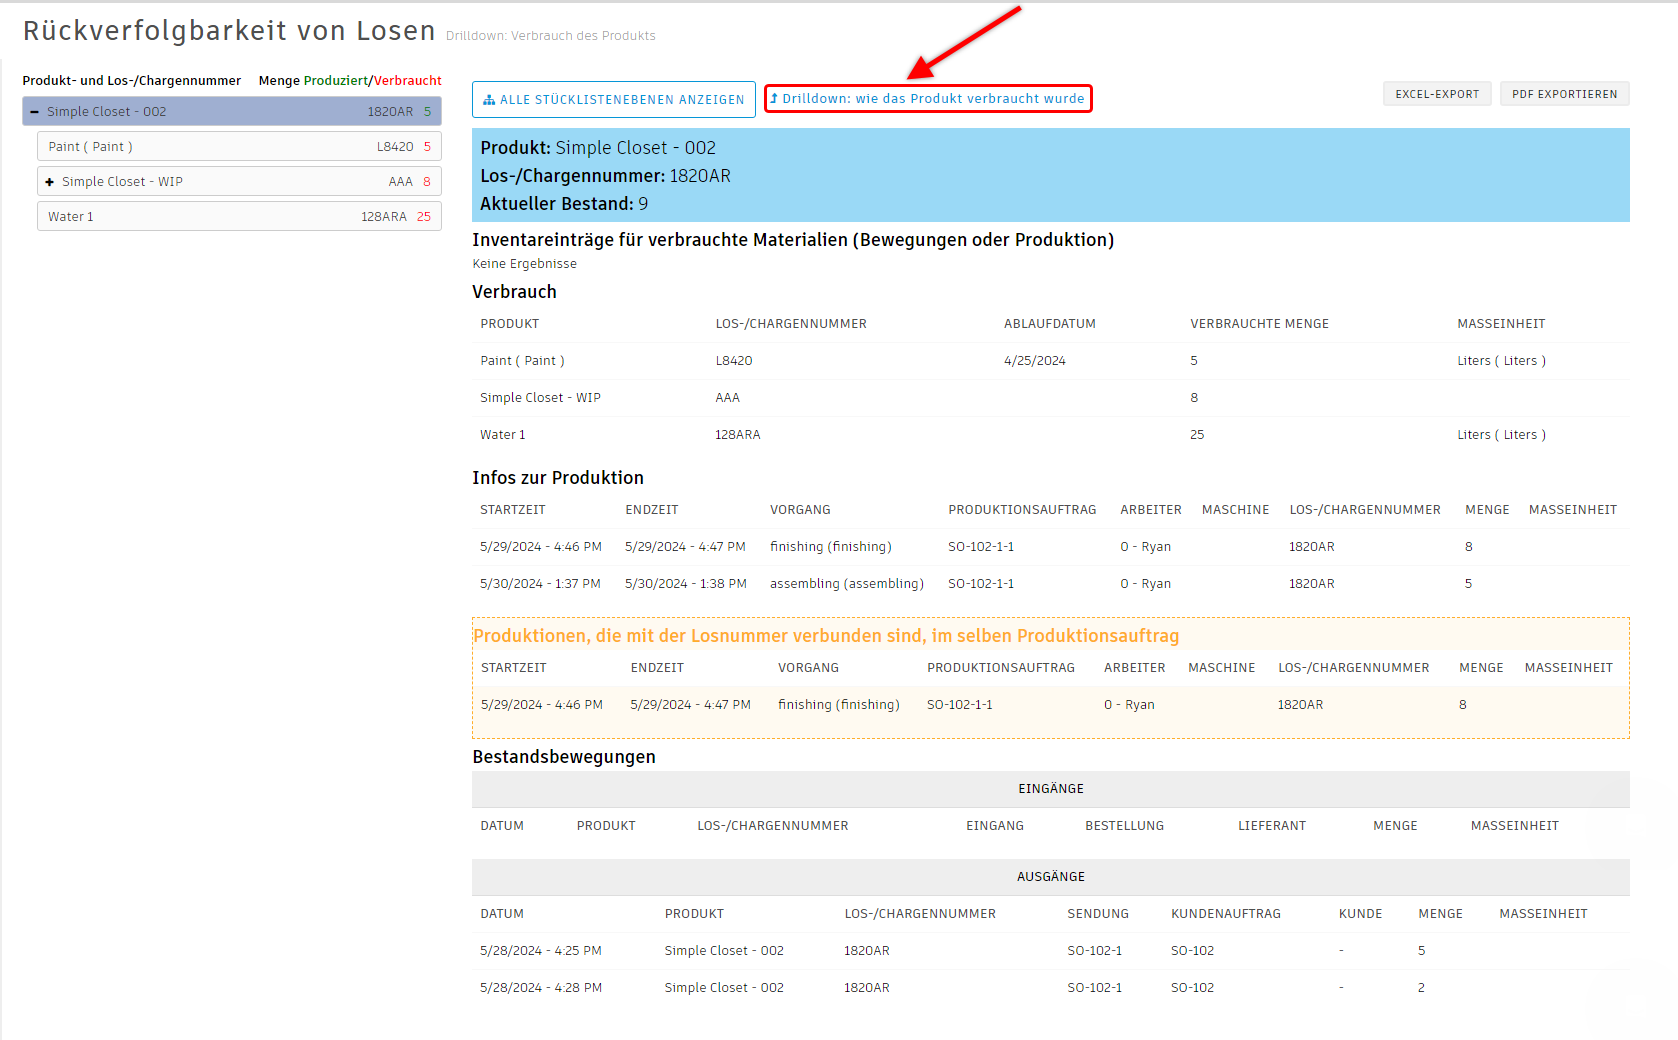 Rückverfolgbarkeit von Losen Drilldown: Verbrauch des Produkts
Produkt- und Los-/Chargennummer Menge Produziert/Verbraucht
Simple Closet - 002 1820AR 5
Paint ( Paint ) L8420 5
Simple Closet - WIP AAA 8
Water 1 128ARA 25
ALLE STÜCKLISTENEBENEN ANZEIGEN Drilldown: wie das Produkt verbraucht wurde EXCEL-EXPORT PDF EXPORTIEREN
Produkt: Simple Closet - 002
Los-/Chargennummer: 1820AR
Aktueller Bestand: 9
Inventareinträge für verbrauchte Materialien (Bewegungen oder Produktion)
Keine Ergebnisse
Verbrauch
PRODUKT LOS-/CHARGENNUMMER ABLAUFDATUM VERBRAUCHTE MENGE MASSEINHEIT
Paint ( Paint ) L8420 4/25/2024 5 Liters ( Liters )
Simple Closet - WIP AAA 8
Water 1 128ARA 25 Liters ( Liters )
Infos zur Produktion
STARTZEIT ENDZEIT VORGANG PRODUKTIONSAUFTRAG ARBEITER MASCHINE LOS-/CHARGENNUMMER MENGE MASSEINHEIT
5/29/2024 - 4:46 PM 5/29/2024 - 4:47 PM finishing (finishing) SO-102-1-1 0 - Ryan 1820AR 8
5/30/2024 - 1:37 PM 5/30/2024 - 1:38 PM assembling (assembling) SO-102-1-1 0 - Ryan 1820AR 5
Produktionen, die mit der Losnummer verbunden sind, im selben Produktionsauftrag
STARTZEIT ENDZEIT VORGANG PRODUKTIONSAUFTRAG ARBEITER MASCHINE LOS-/CHARGENNUMMER MENGE MASSEINHEIT
5/29/2024 - 4:46 PM 5/29/2024 - 4:47 PM finishing (finishing) SO-102-1-1 0 - Ryan 1820AR 8
Bestandsbewegungen
EINGÄNGE
DATUM PRODUKT LOS-/CHARGENNUMMER EINGANG BESTELLUNG LIEFERANT MENGE MASSEINHEIT
AUSGÄNGE
DATUM PRODUKT LOS-/CHARGENNUMMER SENDUNG KUNDENAUFTRAG KUNDE MENGE MASSEINHEIT
5/28/2024 - 4:25 PM Simple Closet - 002 1820AR SO-102-1 SO-102 - 5
5/28/2024 - 4:28 PM Simple Closet - 002 1820AR SO-102-1 SO-102 - 2